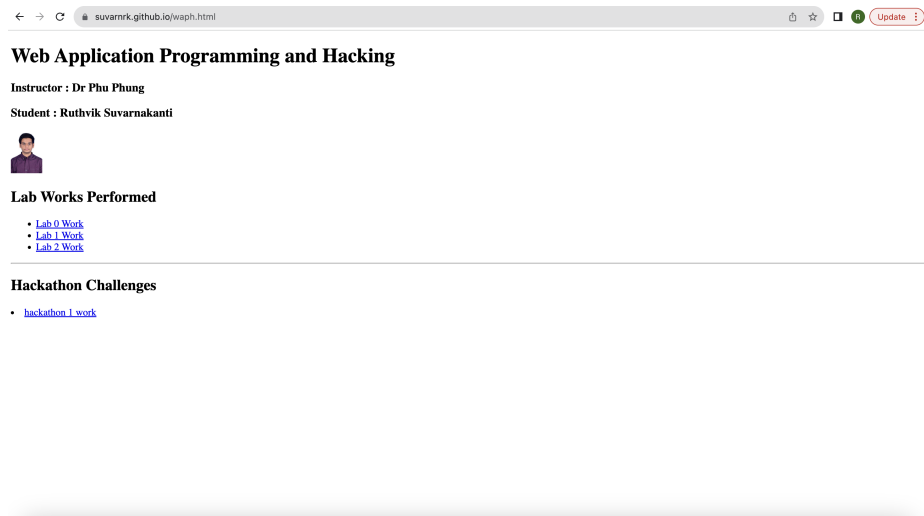 suvarnrk.github.io/waph.html
R
Update
Web Application Programming and Hacking
Instructor : Dr Phu Phung
Student : Ruthvik Suvarnakanti
Lab Works Performed
Lab 0 Work
Lab 1 Work
Lab 2 Work
Hackathon Challenges
hackathon 1 work